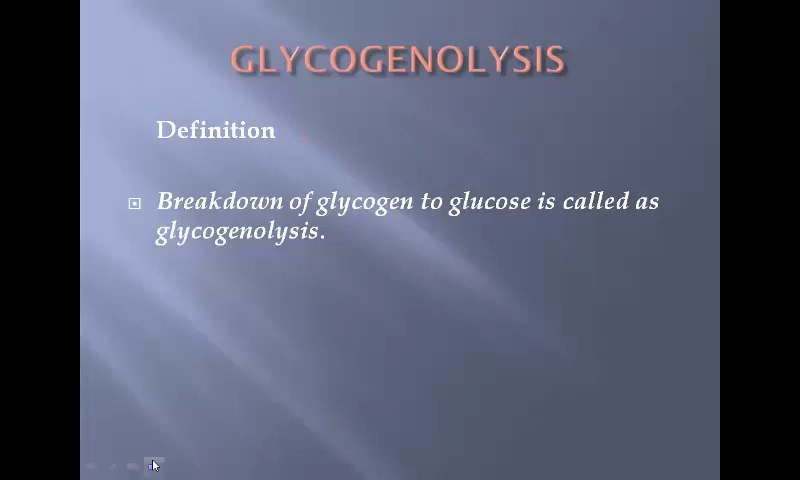 GLYCOGENOLYSIS
Definition
Breakdown of glycogen to glucose is called as
glycogenolysis.